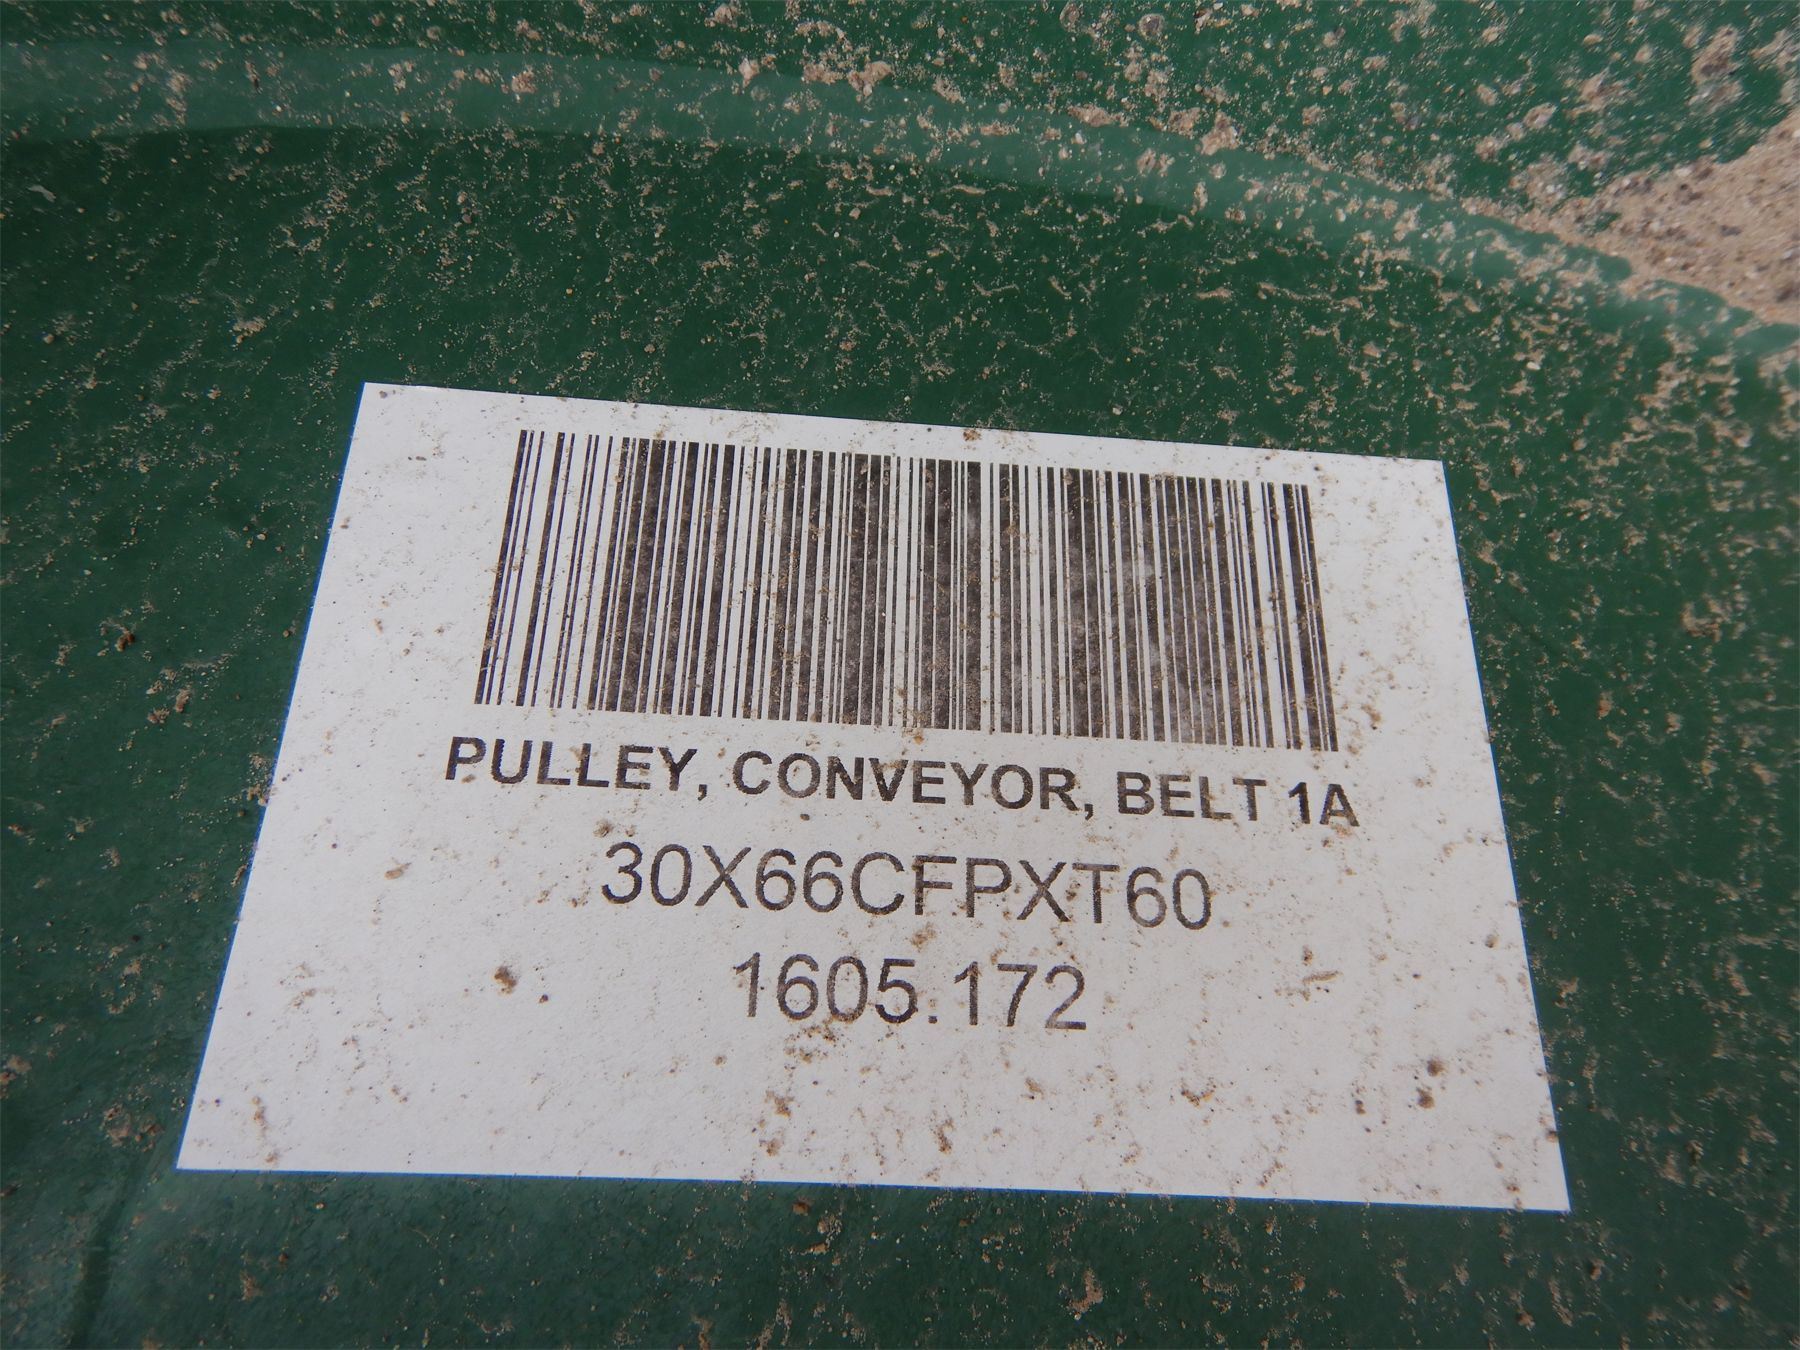 PULLEY, CONVEYOR, BELT 1A
30X66CFPXT60
1605.172